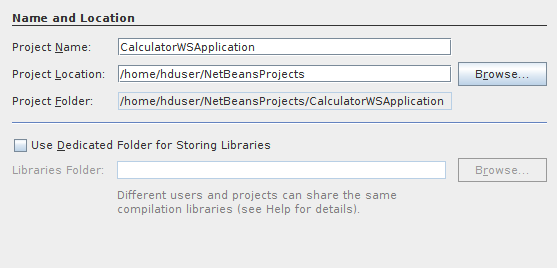 Name and Location
Project Name: CalculatorWSApplication
Project Location: /home/hduser/NetBeansProjects Browse...
Project Folder: /home/hduser/NetBeansProjects/CalculatorWSApplication
Use Dedicated Folder for Storing Libraries
Libraries Folder: Browse...
Different users and projects can share the same
compilation libraries (see Help for details).